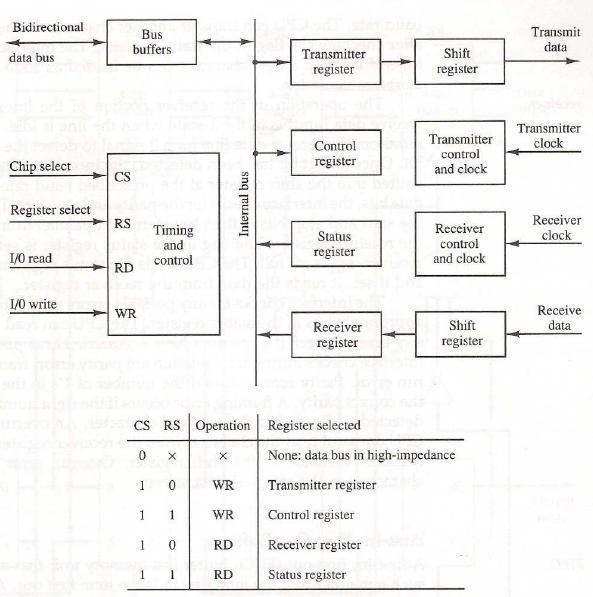 Bidirectional
data bus
Bus
buffers
Transmitter
register
Shift
register
Transmit
data
Control
register
Transmitter
control
and clock
Transmitter
clock
Internal bus
Chip select
CS
Register select
RS
Timing
and
control
I/0 read
RD
I/0 write
WR
Status
register
Receiver
control
and clock
Receiver
clock
Receiver
register
Shift
register
Receive
data
CS RS Operation Register selected
0 × × None: data bus in high-impedance
1 0 WR Transmitter register
1 1 WR Control register
1 0 RD Receiver register
1 1 RD Status register